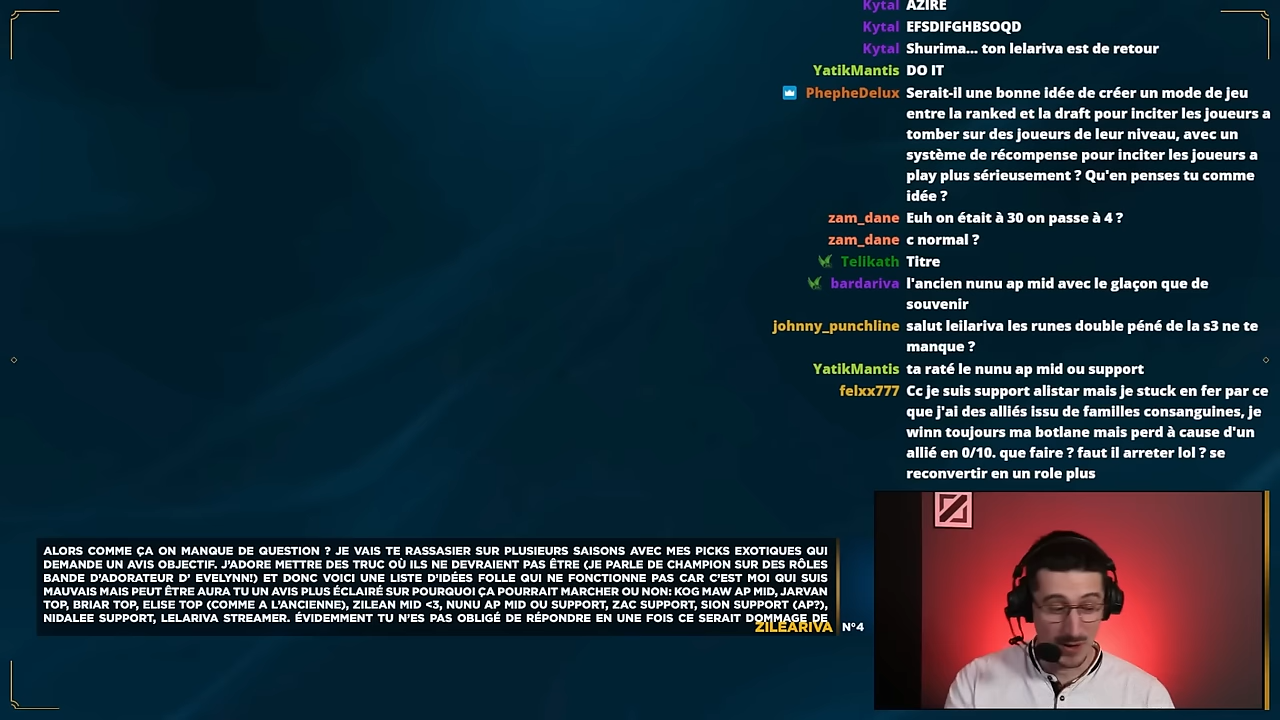 Kytal AZIRE
Kytal EFSDIFGHBSOQD
Kytal Shurima... ton lelariva est de retour
YatikMantis DO IT
PhepheDelux Serait-il une bonne idée de créer un mode de jeu
entre la ranked et la draft pour inciter les joueurs a
tomber sur des joueurs de leur niveau, avec un
système de récompense pour inciter les joueurs a
play plus sérieusement ? Qu'en penses tu comme
idée ?
zam_dane Euh on était à 30 on passe à 4 ?
zam_dane c normal ?
Telikath Titre
bardariva l'ancien nunu ap mid avec le glaçon que de
souvenir
johnny_punchline salut leilariva les runes double péné de la s3 ne te
manque ?
YatikMantis ta raté le nunu ap mid ou support
felxx777 Cc je suis support alistar mais je stuck en fer par ce
que j'ai des alliés issu de familles consanguines, je
winn toujours ma botlane mais perd à cause d'un
allié en 0/10. que faire ? faut il arreter lol ? se
reconvertir en un role plus
ALORS COMME ÇA ON MANQUE DE QUESTION ? JE VAIS TE RASSASIER SUR PLUSIEURS SAISONS AVEC MES PICKS EXOTIQUES QUI
DEMANDE UN AVIS OBJECTIF. J'ADORE METTRE DES TRUC OÙ ILS NE DEVRAIENT PAS ÊTRE (JE PARLE DE CHAMPION SUR DES RÔLES
BANDE D'ADORATEUR D' EVELYNN!) ET DONC VOICI UNE LISTE D'IDÉES FOLLE QUI NE FONCTIONNE PAS CAR C'EST MOI QUI SUIS
MAUVAIS MAIS PEUT ÊTRE AURA TU UN AVIS PLUS ÉCLAIRÉ SUR POURQUOI ÇA POURRAIT MARCHER OU NON: KOG MAW AP MID, JARVAN
TOP, BRIAR TOP, ELISE TOP (COMME A L'ANCIENNE), ZILEAN MID <3, NUNU AP MID OU SUPPORT, ZAC SUPPORT, SION SUPPORT (AP?),
NIDALEE SUPPORT, LELARIVA STREAMER. ÉVIDEMMENT TU N'ES PAS OBLIGÉ DE RÉPONDRE EN UNE FOIS CE SERAIT DOMMAGE DE
ZILEARIVA N°4